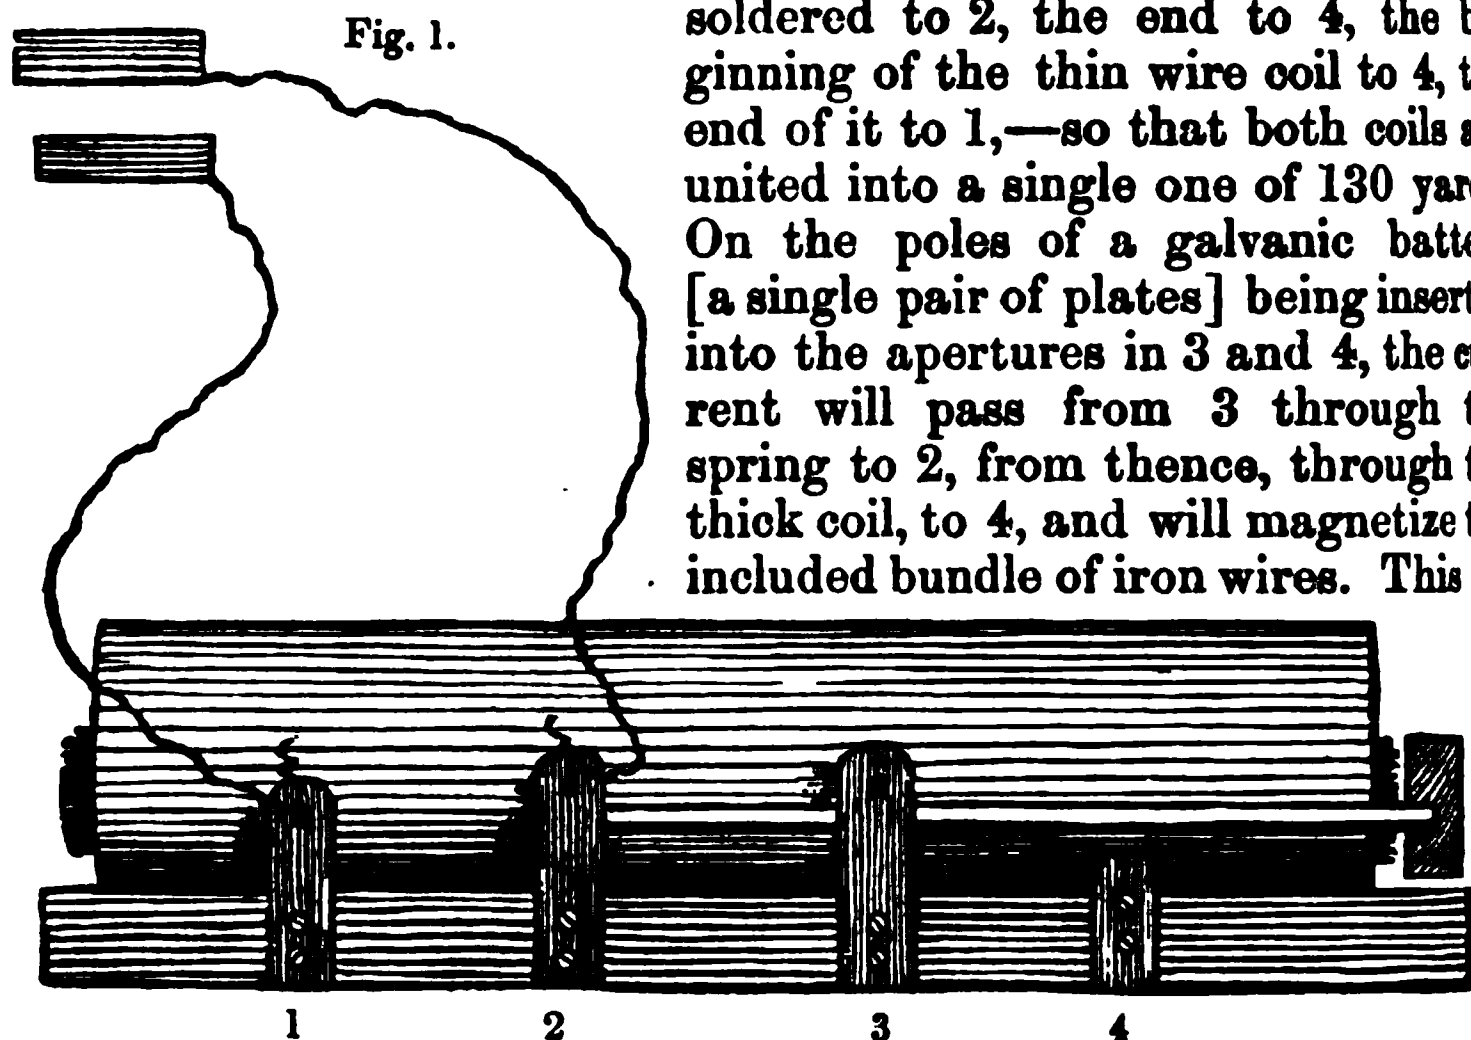 Fig. 1.
soldered to 2, the end to 4, the b
ginning of the thin wire coil to 4, t
end of it to 1,—so that both coils a
united into a single one of 130 yar
On the poles of a galvanic batte
[a single pair of plates] being insert
into the apertures in 3 and 4, the cu
rent will pass from 3 through t
spring to 2, from thence, through t
thick coil, to 4, and will magnetize t
included bundle of iron wires. This
1 2 3 4